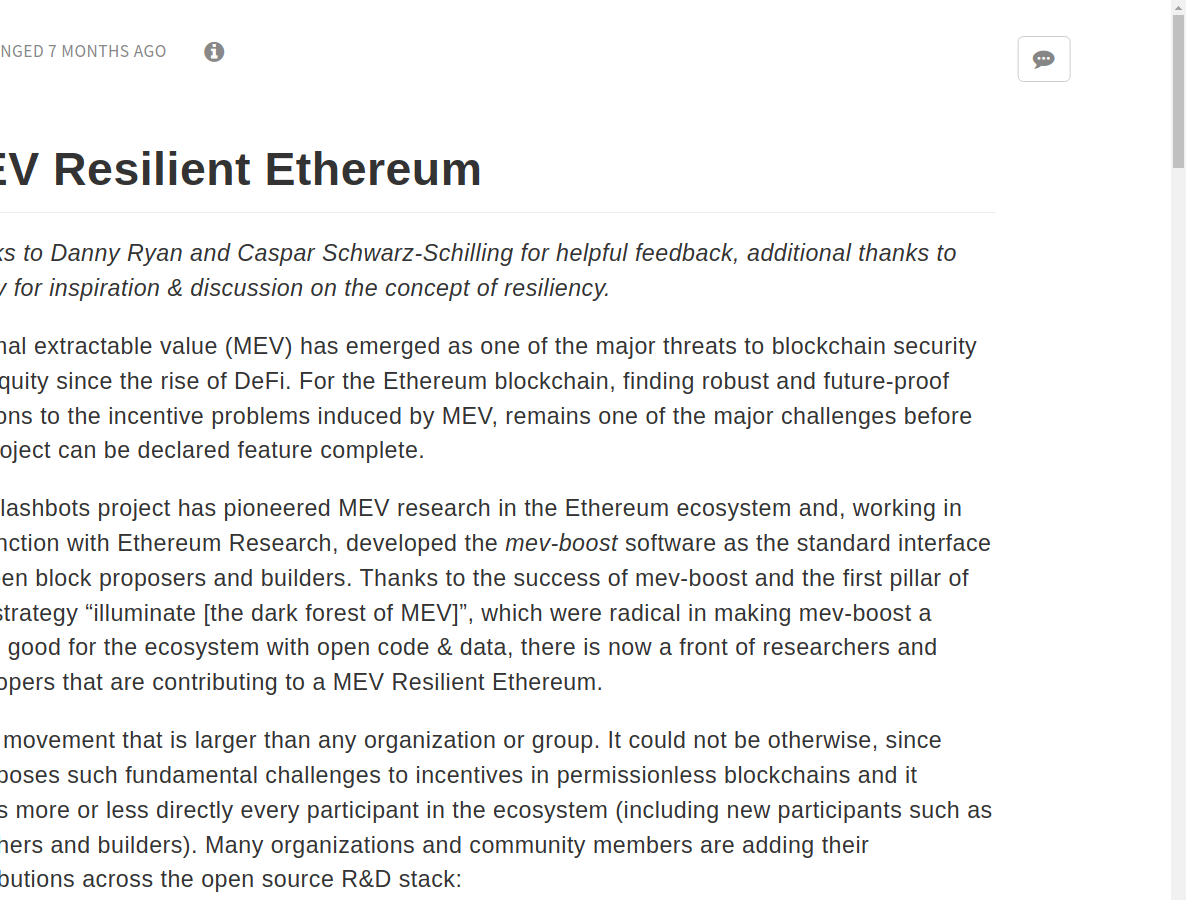 NGED 7 MONTHS AGO
EV Resilient Ethereum
ks to Danny Ryan and Caspar Schwarz-Schilling for helpful feedback, additional thanks to
y for inspiration & discussion on the concept of resiliency.
nal extractable value (MEV) has emerged as one of the major threats to blockchain security
quity since the rise of DeFi. For the Ethereum blockchain, finding robust and future-proof
ons to the incentive problems induced by MEV, remains one of the major challenges before
oject can be declared feature complete.
lashbots project has pioneered MEV research in the Ethereum ecosystem and, working in
nction with Ethereum Research, developed the mev-boost software as the standard interface
en block proposers and builders. Thanks to the success of mev-boost and the first pillar of
strategy “illuminate [the dark forest of MEV]”, which were radical in making mev-boost a
good for the ecosystem with open code & data, there is now a front of researchers and
opers that are contributing to a MEV Resilient Ethereum.
movement that is larger than any organization or group. It could not be otherwise, since
poses such fundamental challenges to incentives in permissionless blockchains and it
s more or less directly every participant in the ecosystem (including new participants such as
hers and builders). Many organizations and community members are adding their
butions across the open source R&D stack: